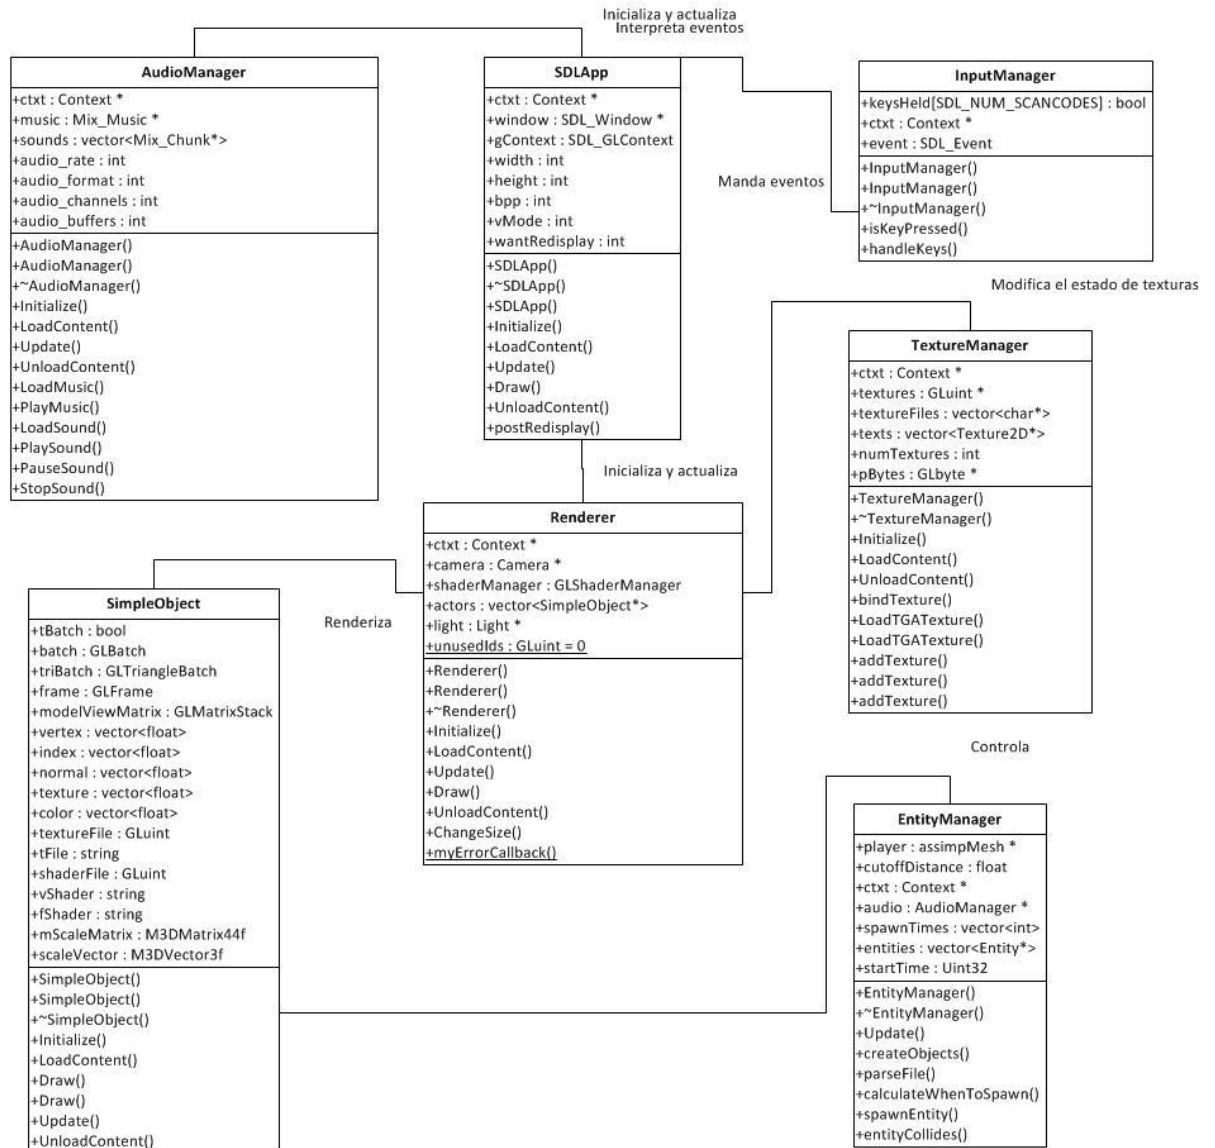 Inicializa y actualiza
Interpreta eventos
AudioManager
+ctxt : Context *
+music : Mix_Music *
+sounds : vector<Mix_Chunk*>
+audio_rate : int
+audio_format : int
+audio_channels : int
+audio_buffers : int
+AudioManager()
+AudioManager()
+~AudioManager()
+Initialize()
+LoadContent()
+Update()
+UnloadContent()
+LoadMusic()
+PlayMusic()
+LoadSound()
+PlaySound()
+PauseSound()
+StopSound()
SDLApp
+ctxt : Context *
+window : SDL_Window *
+gContext : SDL_GLContext
+width : int
+height : int
+bpp : int
+vMode : int
+wantRedisplay : int
+SDLApp()
+~SDLApp()
+SDLApp()
+Initialize()
+LoadContent()
+Update()
+Draw()
+UnloadContent()
+postRedisplay()
InputManager
+keysHeld[SDL_NUM_SCANCODES] : bool
+ctxt : Context *
+event : SDL_Event
+InputManager()
+InputManager()
+~InputManager()
+isKeyPressed()
+handleKeys()
Manda eventos
Modifica el estado de texturas
TextureManager
+ctxt : Context *
+textures : GLuint *
+textureFiles : vector<char*>
+texts : vector<Texture2D*>
+numTextures : int
+pBytes : GLbyte *
+TextureManager()
+~TextureManager()
+Initialize()
+LoadContent()
+UnloadContent()
+bindTexture()
+LoadTGATexture()
+LoadTGATexture()
+addTexture()
+addTexture()
+addTexture()
Inicializa y actualiza
Renderer
+ctxt : Context *
+camera : Camera *
+shaderManager : GLShaderManager
+actors : vector<SimpleObject*>
+light : Light *
+unusedIds : GLuint = 0
+Renderer()
+Renderer()
+~Renderer()
+Initialize()
+LoadContent()
+Update()
+Draw()
+UnloadContent()
+ChangeSize()
+myErrorCallback()
Renderiza
SimpleObject
+tBatch : bool
+batch : GLBatch
+triBatch : GLTriangleBatch
+frame : GLFrame
+modelViewMatrix : GLMatrixStack
+vertex : vector<float>
+index : vector<float>
+normal : vector<float>
+texture : vector<float>
+color : vector<float>
+textureFile : GLuint
+tFile : string
+shaderFile : GLuint
+vShader : string
+fShader : string
+mScaleMatrix : M3DMatrix44f
+scaleVector : M3DVector3f
+SimpleObject()
+SimpleObject()
+~SimpleObject()
+Initialize()
+LoadContent()
+Draw()
+Draw()
+Update()
+UnloadContent()
Controla
EntityManager
+player : assimpMesh *
+cutoffDistance : float
+ctxt : Context *
+audio : AudioManager *
+spawnTimes : vector<int>
+entities : vector<Entity*>
+startTime : Uint32
+EntityManager()
+~EntityManager()
+Update()
+createObjects()
+parseFile()
+calculateWhenToSpawn()
+spawnEntity()
+entityCollides()